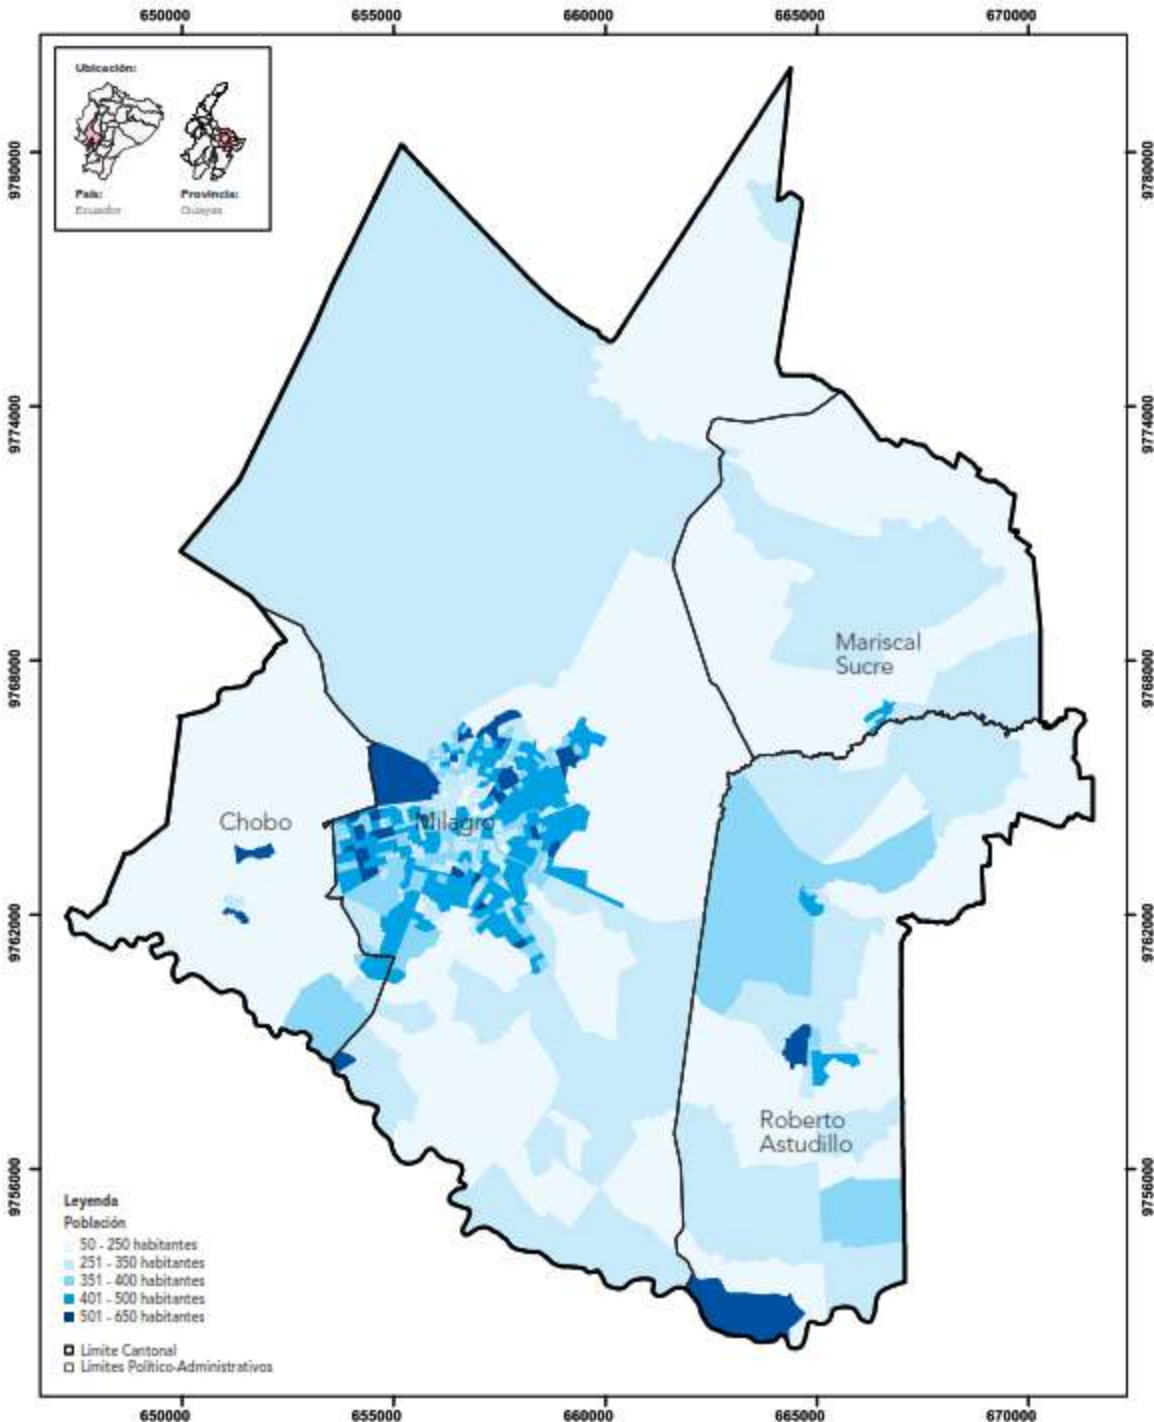 650000 655000 660000 665000 670000
Ubicación:
País:
Ecuador
Provincia:
Guayas
9780000 9780000
9774000 9774000
9768000 9768000
9762000 9762000
9756000 9756000
Mariscal
Sucre
Chobo
Milagro
Roberto
Astudillo
Leyenda
Población
50 - 250 habitantes
251 - 350 habitantes
351 - 400 habitantes
401 - 500 habitantes
501 - 650 habitantes
Límite Cantonal
Límites Político-Administrativos
650000 655000 660000 665000 670000